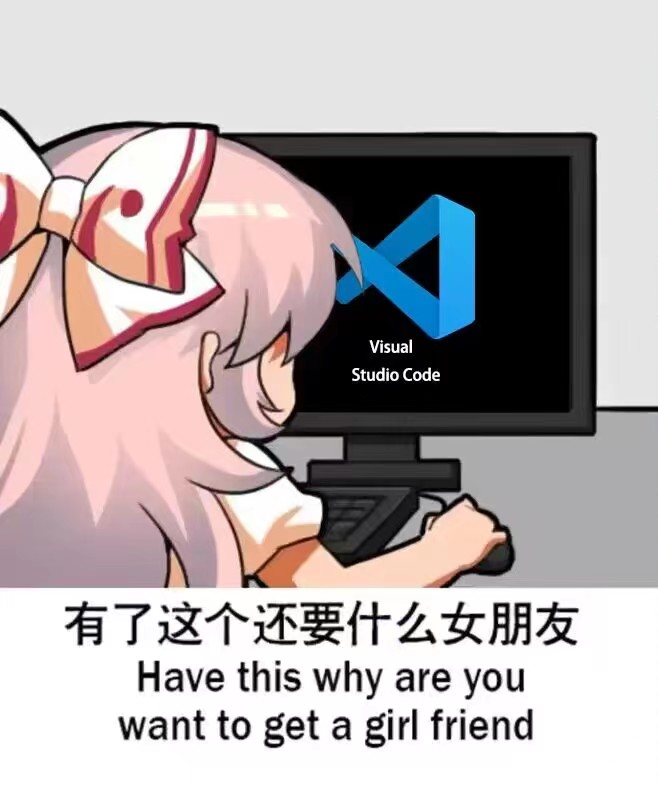 Visual
Studio Code
有了这个还要什么女朋友
Have this why are you
want to get a girl friend